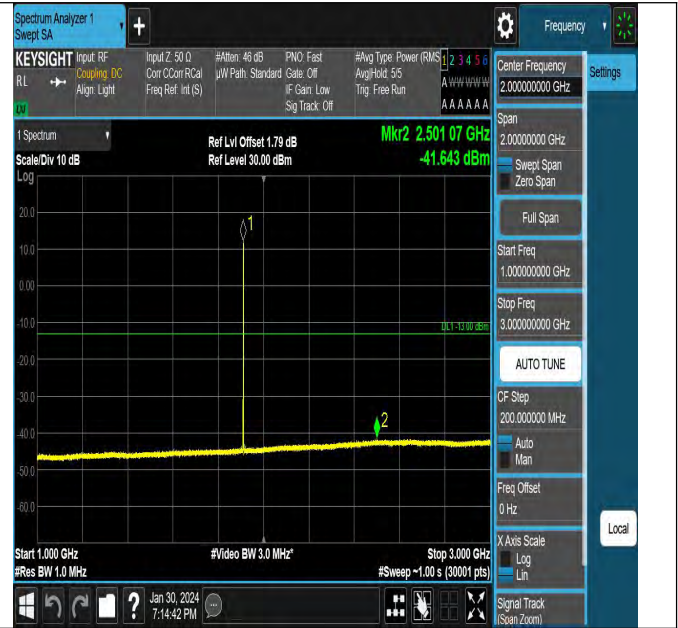 Spectrum Analyzer 1
Swept SA
Frequency
KEYSIGHT
RL
Input: RF
Coupling: DC
Align: Light
Input Z: 50 Ω
Corr CCorr RCal
Freq Ref: Int (S)
#Atten: 46 dB
µW Path: Standard
PNO: Fast
Gate: Off
IF Gain: Low
Sig Track: Off
#Avg Type: Power (RMS
Avg|Hold: 5/5
Trig: Free Run
1 2 3 4 5 6
A WW WW W
A A A A A A
1 Spectrum
Scale/Div 10 dB
Log
Ref Lvl Offset 1.79 dB
Ref Level 30.00 dBm
Mkr2 2.501 07 GHz
-41.643 dBm
20.0
10.0
0.00
-10.0
-20.0
-30.0
-40.0
-50.0
-60.0
1
2
DL1 -13.00 dBm
Start 1.000 GHz
#Res BW 1.0 MHz
#Video BW 3.0 MHz*
Stop 3.000 GHz
#Sweep ~1.00 s (30001 pts)
?
Jan 30, 2024
7:14:42 PM
Center Frequency
2.000000000 GHz
Settings
Span
2.00000000 GHz
Swept Span
Zero Span
Full Span
Start Freq
1.000000000 GHz
Stop Freq
3.000000000 GHz
AUTO TUNE
CF Step
200.000000 MHz
Auto
Man
Freq Offset
0 Hz
X Axis Scale
Log
Lin
Local
Signal Track
(Span Zoom)